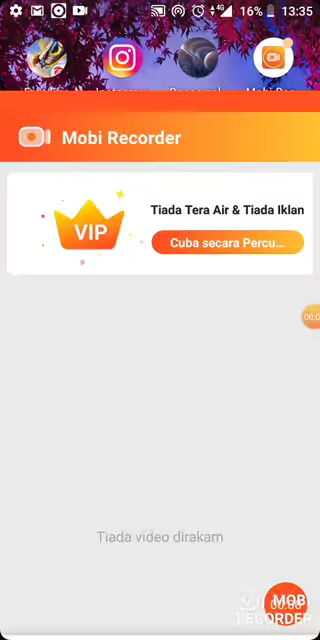 4G
16%
13:35
Mobi Recorder
VIP
Tiada Tera Air & Tiada Iklan
Cuba secara Percu...
Tiada video dirakam
MOBI
RECORDER